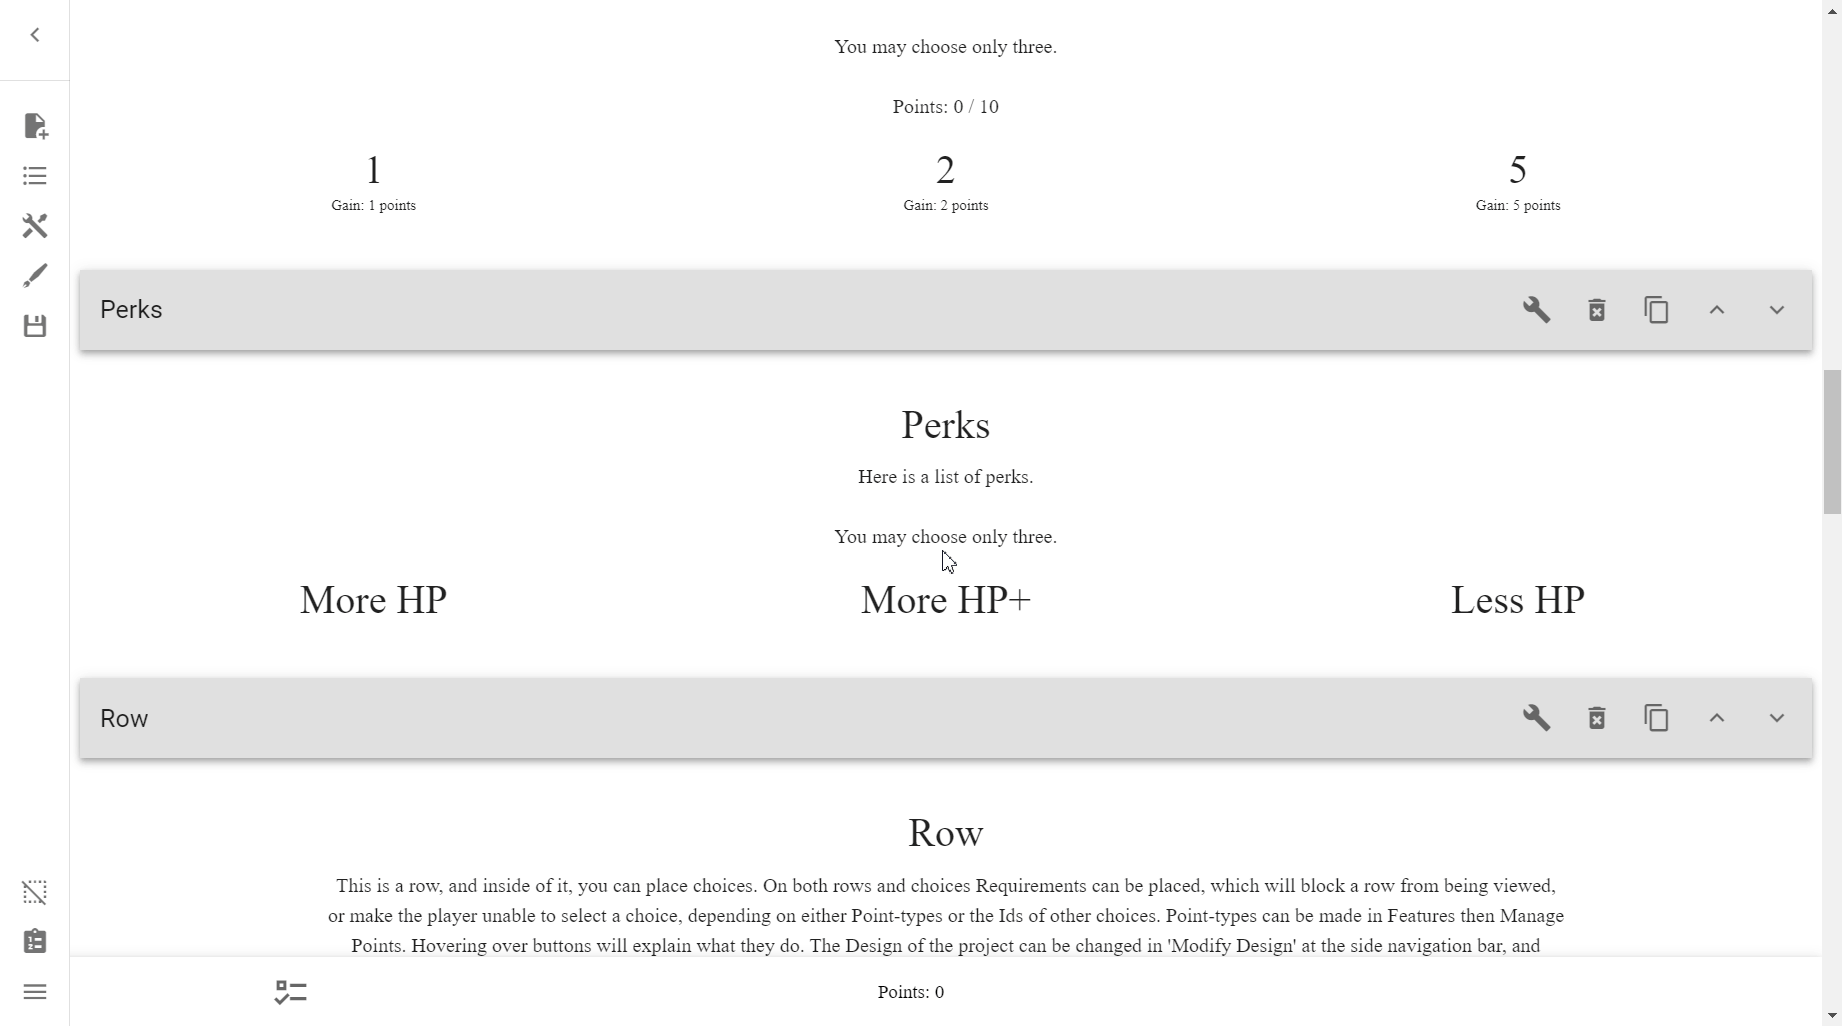 You may choose only three.
Points: 0 / 10
1
Gain: 1 points
2
Gain: 2 points
5
Gain: 5 points
Perks
Perks
Here is a list of perks.
You may choose only three.
More HP
More HP+
Less HP
Row
Row
This is a row, and inside of it, you can place choices. On both rows and choices Requirements can be placed, which will block a row from being viewed,
or make the player unable to select a choice, depending on either Point-types or the Ids of other choices. Point-types can be made in Features then Manage
Points. Hovering over buttons will explain what they do. The Design of the project can be changed in 'Modify Design' at the side navigation bar, and
Points: 0